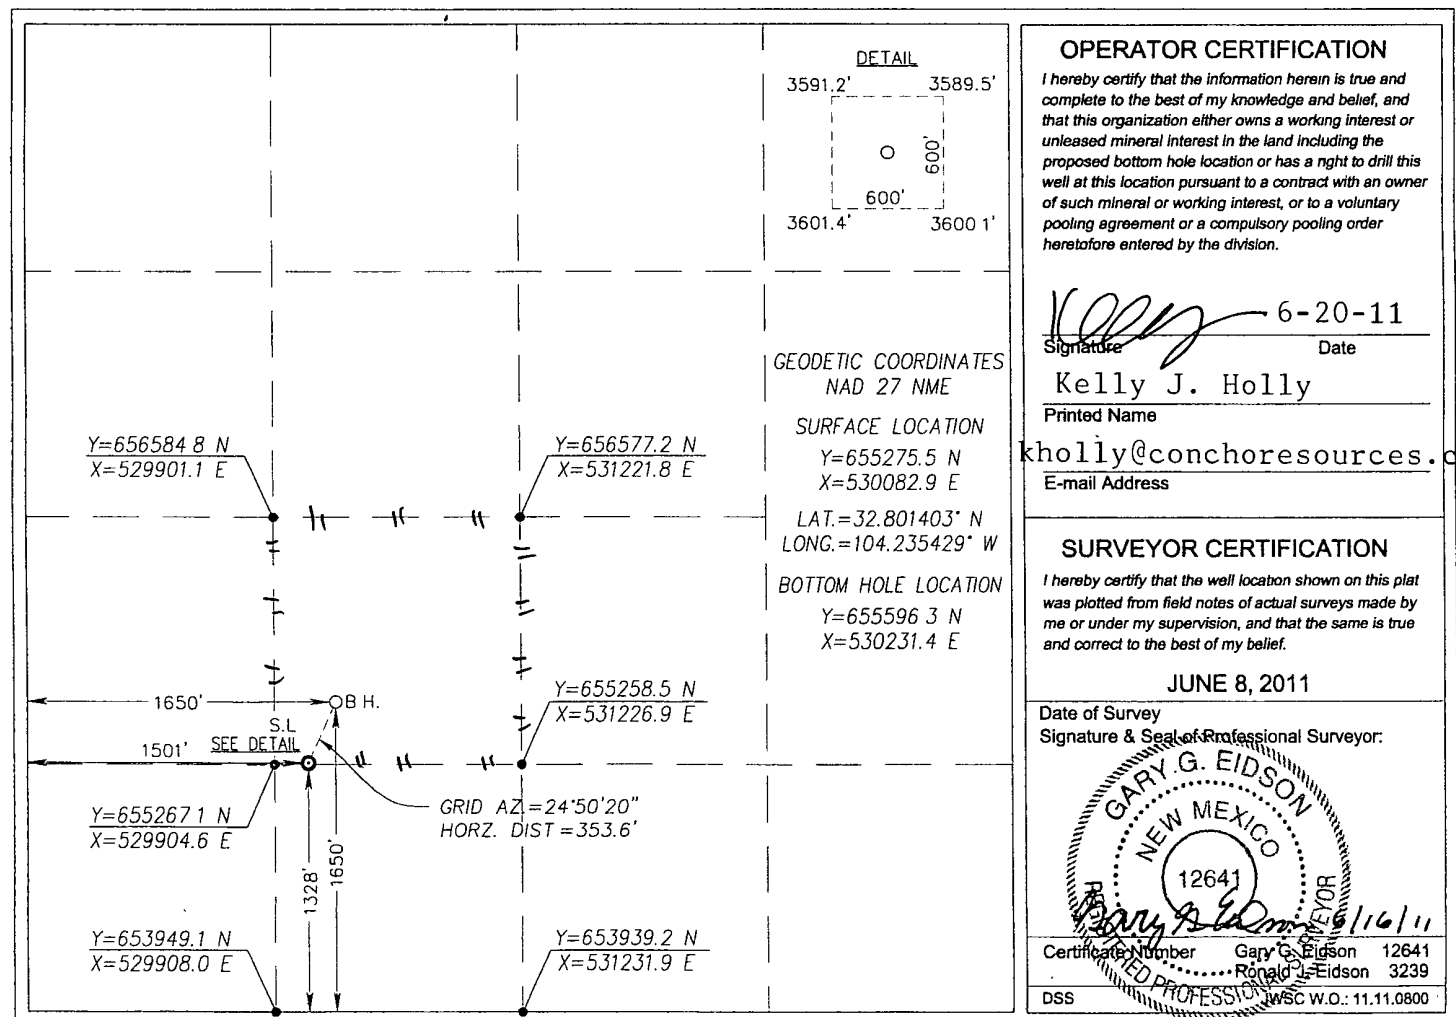 DETAIL
3591.2' 3589.5'
600'
600'
3601.4' 3600 1'
GEODETIC COORDINATES
NAD 27 NME
SURFACE LOCATION
Y=655275.5 N
X=530082.9 E
LAT.=32.801403° N
LONG.=104.235429° W
BOTTOM HOLE LOCATION
Y=655596 3 N
X=530231.4 E
Y=656584 8 N
X=529901.1 E
Y=656577.2 N
X=531221.8 E
1650'
B H.
S.L
SEE DETAIL
1501'
Y=655258.5 N
X=531226.9 E
Y=655267 1 N
X=529904.6 E
GRID AZ.=24°50'20"
HORZ. DIST =353.6'
1328'
1650'
Y=653949.1 N
X=529908.0 E
Y=653939.2 N
X=531231.9 E
OPERATOR CERTIFICATION
I hereby certify that the information herein is true and
complete to the best of my knowledge and belief, and
that this organization either owns a working interest or
unleased mineral interest in the land including the
proposed bottom hole location or has a right to drill this
well at this location pursuant to a contract with an owner
of such mineral or working interest, or to a voluntary
pooling agreement or a compulsory pooling order
heretofore entered by the division.
Kelly 6-20-11
Signature Date
Kelly J. Holly
Printed Name
kholly@conchoresources.c
E-mail Address
SURVEYOR CERTIFICATION
I hereby certify that the well location shown on this plat
was plotted from field notes of actual surveys made by
me or under my supervision, and that the same is true
and correct to the best of my belief.
JUNE 8, 2011
Date of Survey
Signature & Seal of Professional Surveyor:
GARY G. EIDSON
NEW MEXICO
12641
REGISTERED PROFESSIONAL SURVEYOR
Gary G Eidson 6/16/11
Certificate Number Gary G. Eidson 12641
Ronald J. Eidson 3239
DSS JWSC W.O.: 11.11.0800